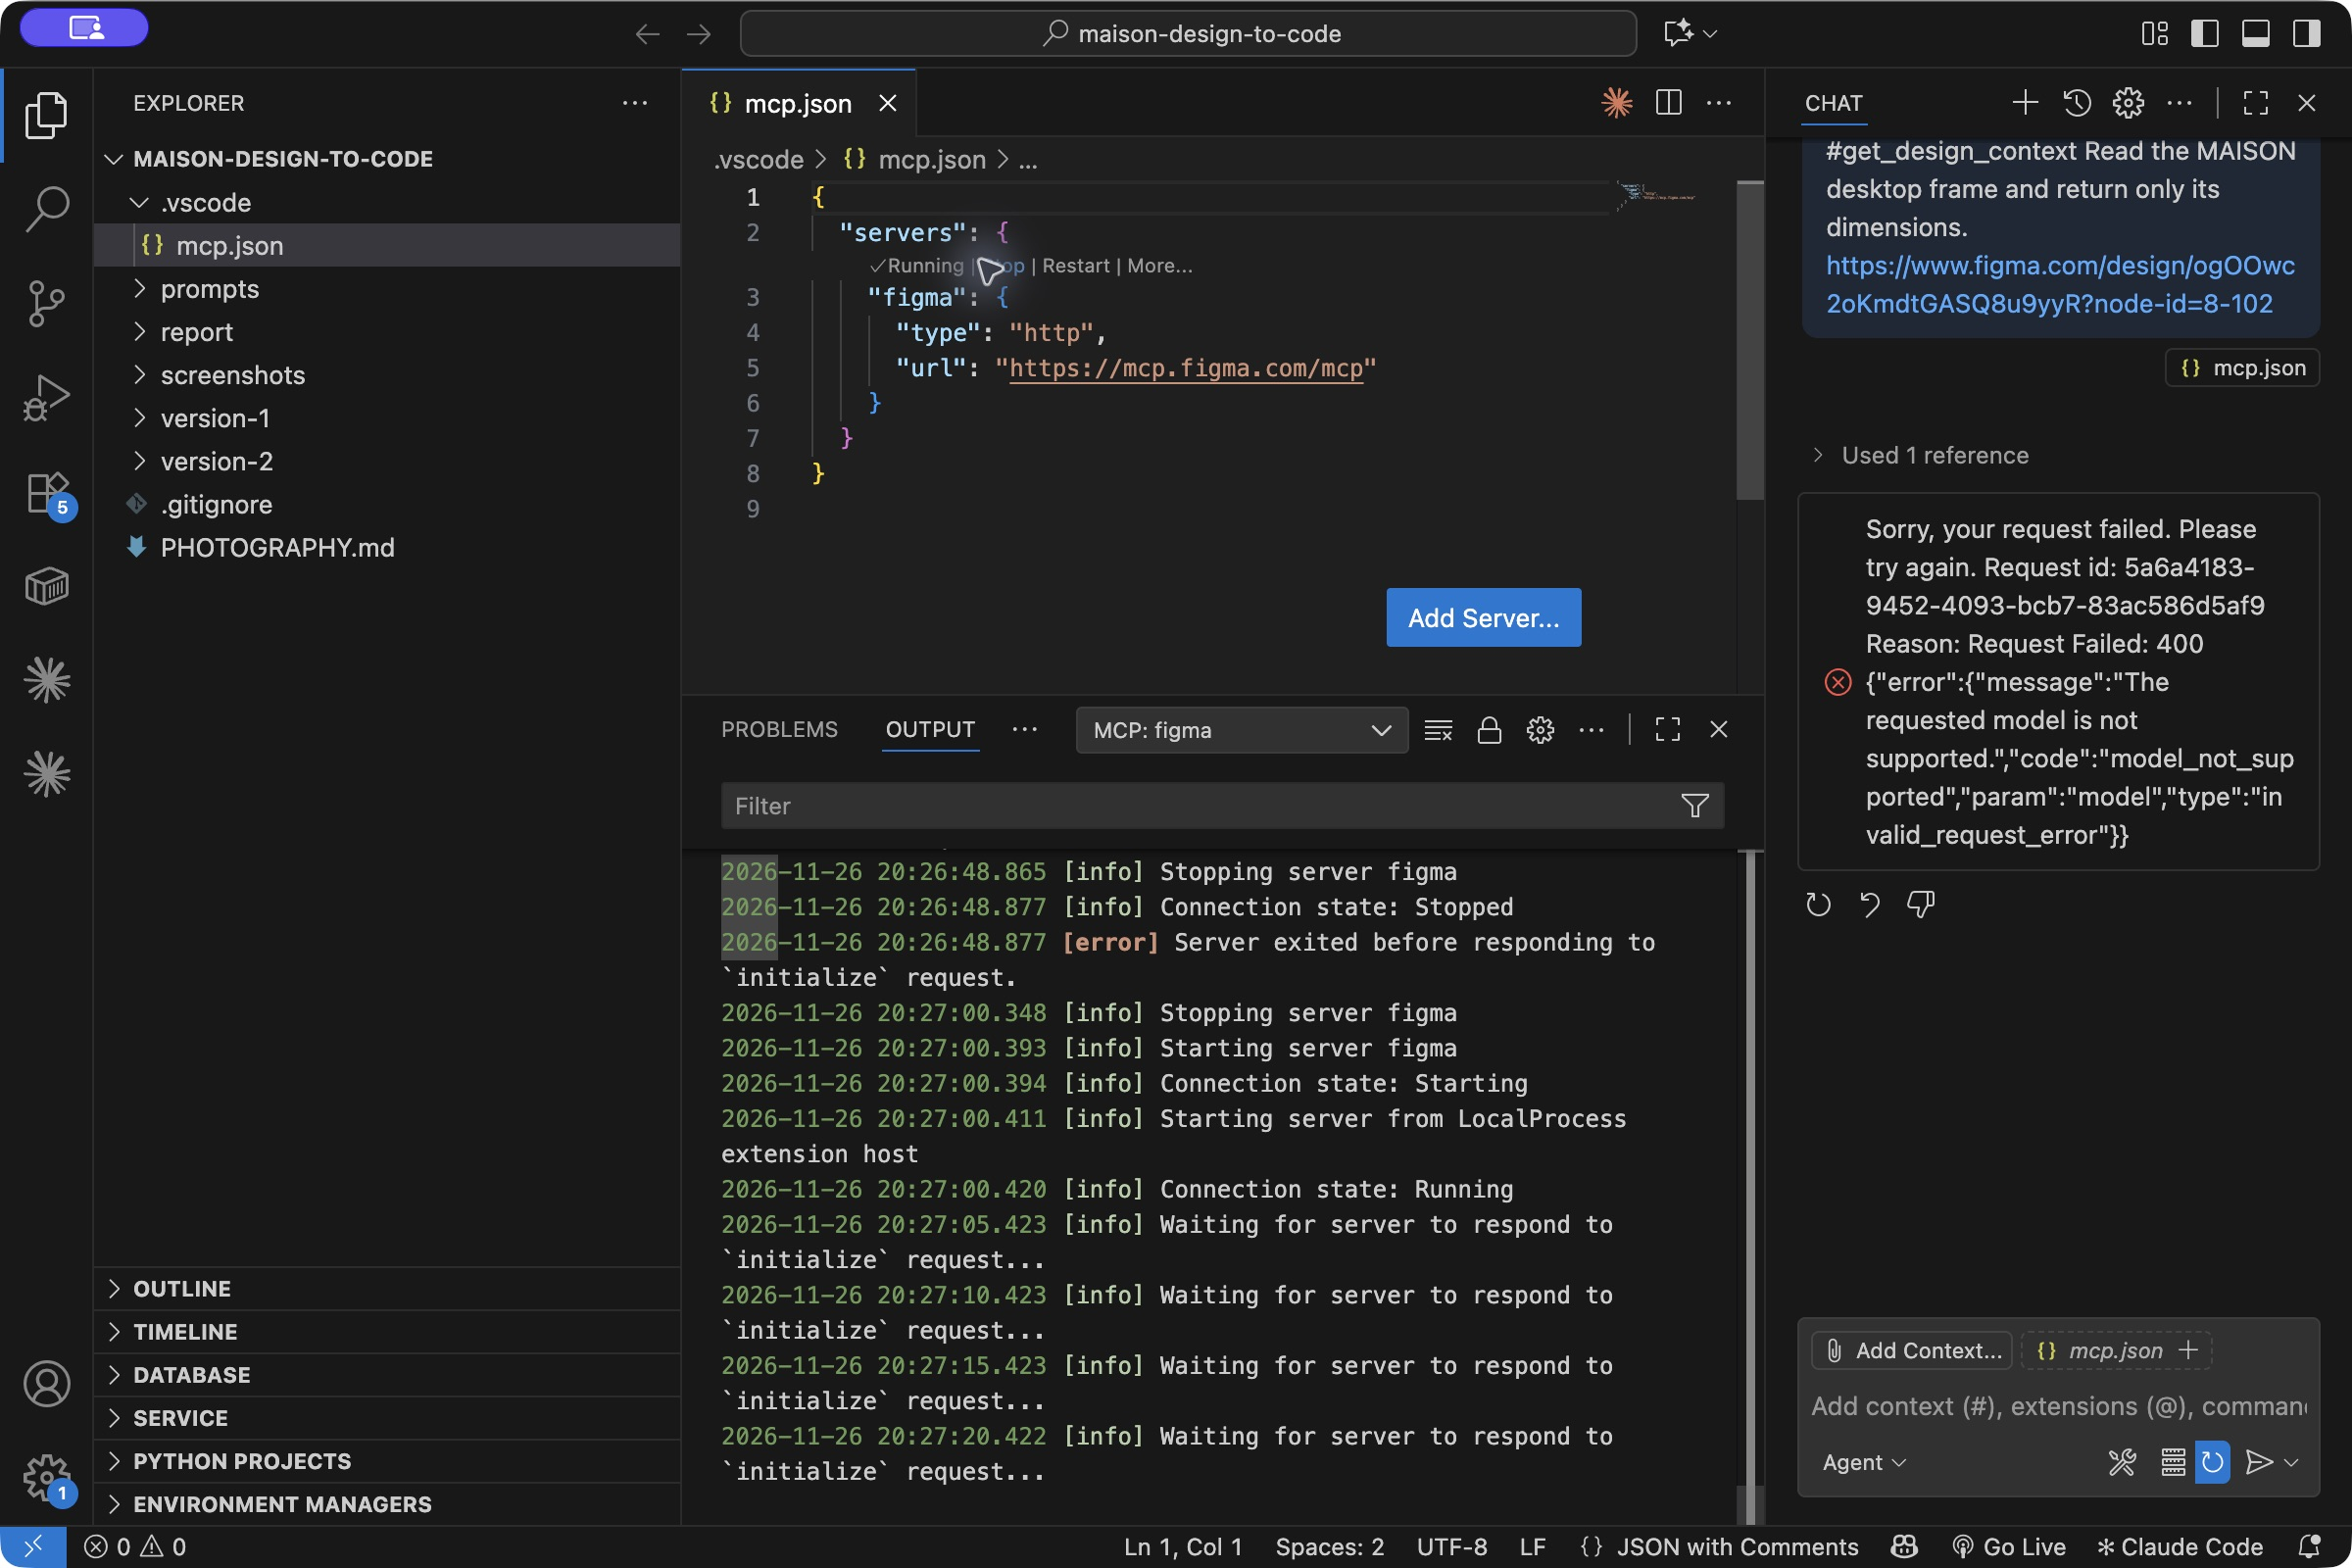 maison-design-to-code
EXPLORER
MAISON-DESIGN-TO-CODE
.vscode
mcp.json
prompts
report
screenshots
version-1
version-2
.gitignore
PHOTOGRAPHY.md
OUTLINE
TIMELINE
DATABASE
SERVICE
PYTHON PROJECTS
ENVIRONMENT MANAGERS
5
1
mcp.json
.vscode > {} mcp.json > ...
1 {
2 "servers": {
Running | | Restart | More...
3 "figma": {
4 "type": "http",
5 "url": "https://mcp.figma.com/mcp"
6 }
7 }
8 }
9
Add Server...
PROBLEMS OUTPUT MCP: figma
Filter
2026-11-26 20:26:48.865 [info] Stopping server figma
2026-11-26 20:26:48.877 [info] Connection state: Stopped
2026-11-26 20:26:48.877 [error] Server exited before responding to
`initialize` request.
2026-11-26 20:27:00.348 [info] Stopping server figma
2026-11-26 20:27:00.393 [info] Starting server figma
2026-11-26 20:27:00.394 [info] Connection state: Starting
2026-11-26 20:27:00.411 [info] Starting server from LocalProcess
extension host
2026-11-26 20:27:00.420 [info] Connection state: Running
2026-11-26 20:27:05.423 [info] Waiting for server to respond to
`initialize` request...
2026-11-26 20:27:10.423 [info] Waiting for server to respond to
`initialize` request...
2026-11-26 20:27:15.423 [info] Waiting for server to respond to
`initialize` request...
2026-11-26 20:27:20.422 [info] Waiting for server to respond to
`initialize` request...
CHAT
#get_design_context Read the MAISON
desktop frame and return only its
dimensions.
https://www.figma.com/design/ogOOwc
2oKmdtGASQ8u9yyR?node-id=8-102
{} mcp.json
Used 1 reference
Sorry, your request failed. Please
try again. Request id: 5a6a4183-
9452-4093-bcb7-83ac586d5af9
Reason: Request Failed: 400
{"error":{"message":"The
requested model is not
supported.","code":"model_not_sup
ported","param":"model","type":"in
valid_request_error"}}
Add Context... {} mcp.json +
Add context (#), extensions (@),
Agent
0 0
Ln 1, Col 1 Spaces: 2 UTF-8 LF {} JSON with Comments Go Live Claude Code